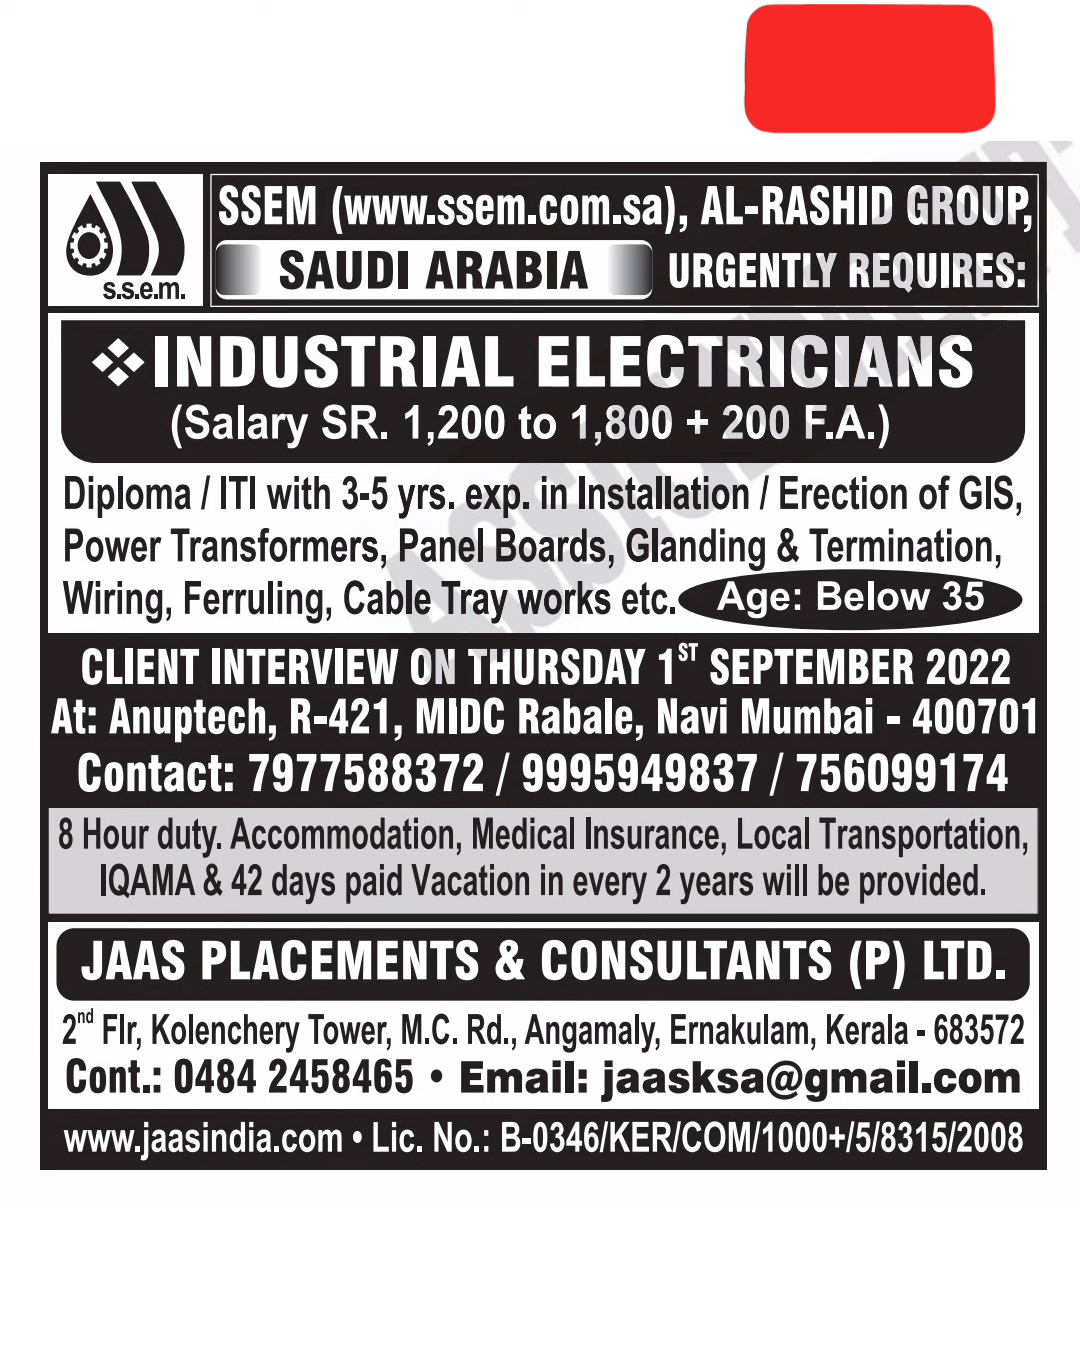 s.s.e.m.
SSEM (www.ssem.com.sa), AL-RASHID GROUP,
SAUDI ARABIA URGENTLY REQUIRES:
❖ INDUSTRIAL ELECTRICIANS
(Salary SR. 1,200 to 1,800 + 200 F.A.)
Diploma / ITI with 3-5 yrs. exp. in Installation / Erection of GIS,
Power Transformers, Panel Boards, Glanding & Termination,
Wiring, Ferruling, Cable Tray works etc. Age: Below 35
CLIENT INTERVIEW ON THURSDAY 1ST SEPTEMBER 2022
At: Anuptech, R-421, MIDC Rabale, Navi Mumbai - 400701
Contact: 7977588372 / 9995949837 / 756099174
8 Hour duty. Accommodation, Medical Insurance, Local Transportation,
IQAMA & 42 days paid Vacation in every 2 years will be provided.
JAAS PLACEMENTS & CONSULTANTS (P) LTD.
2nd Flr, Kolenchery Tower, M.C. Rd., Angamaly, Ernakulam, Kerala - 683572
Cont.: 0484 2458465 • Email: jaasksa@gmail.com
www.jaasindia.com • Lic. No.: B-0346/KER/COM/1000+/5/8315/2008